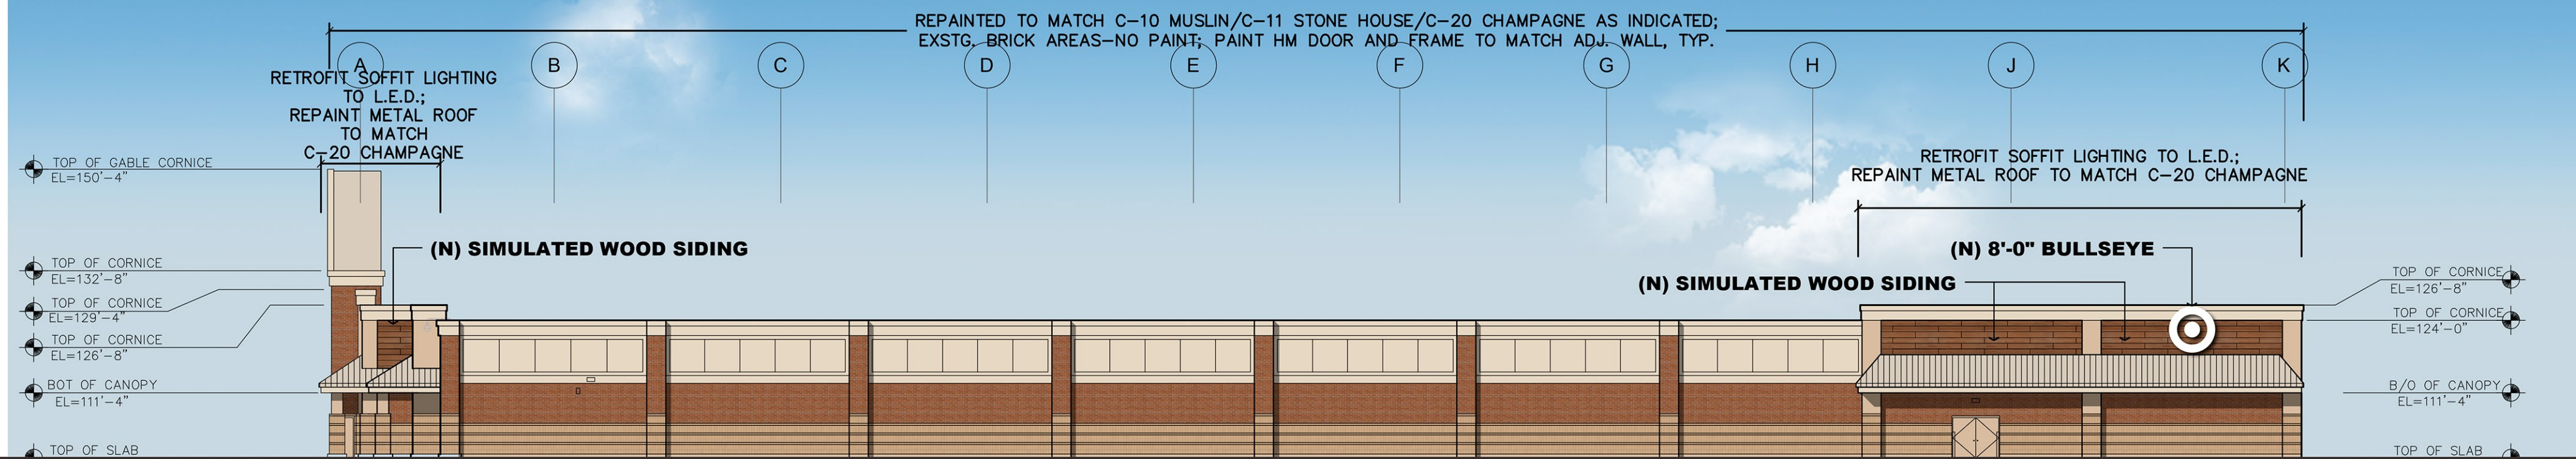 REPAINTED TO MATCH C-10 MUSLIN/C-11 STONE HOUSE/C-20 CHAMPAGNE AS INDICATED;
EXSTG. BRICK AREAS-NO PAINT; PAINT HM DOOR AND FRAME TO MATCH ADJ. WALL, TYP.
A
B
C
D
E
F
G
H
J
K
RETROFIT SOFFIT LIGHTING
TO L.E.D.;
REPAINT METAL ROOF
TO MATCH
C-20 CHAMPAGNE
RETROFIT SOFFIT LIGHTING TO L.E.D.;
REPAINT METAL ROOF TO MATCH C-20 CHAMPAGNE
TOP OF GABLE CORNICE
EL=150'-4"
(N) SIMULATED WOOD SIDING
(N) 8'-0" BULLSEYE
(N) SIMULATED WOOD SIDING
TOP OF CORNICE
EL=132'-8"
TOP OF CORNICE
EL=129'-4"
TOP OF CORNICE
EL=126'-8"
BOT OF CANOPY
EL=111'-4"
TOP OF SLAB
TOP OF CORNICE
EL=126'-8"
TOP OF CORNICE
EL=124'-0"
B/O OF CANOPY
EL=111'-4"
TOP OF SLAB